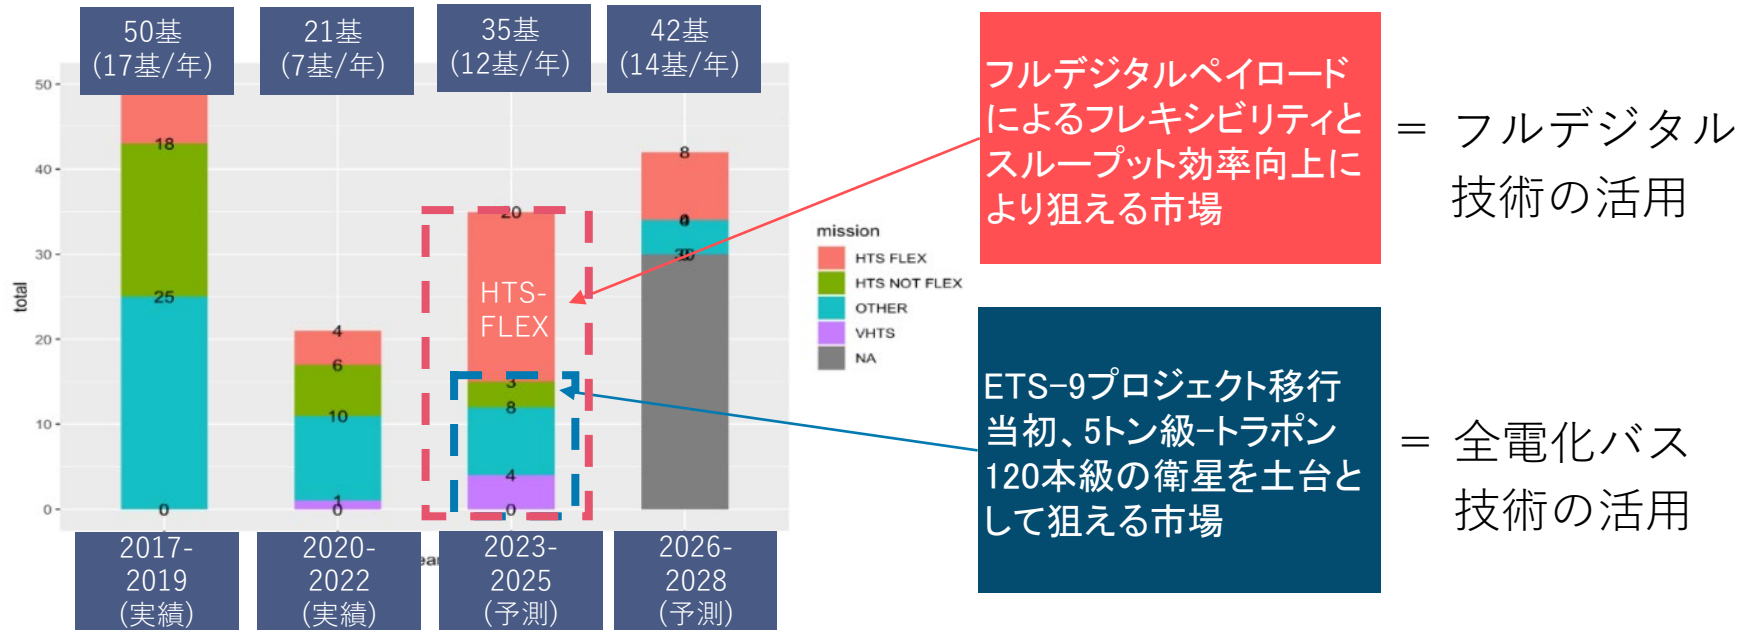 50基
(17基/年)
21基
(7基/年)
35基
(12基/年)
42基
(14基/年)
フルデジタルペイロード
によるフレキシビリティと
スループット効率向上に
より狙える市場
= フルデジタル
技術の活用
ETS-9プロジェクト移行
当初、5トン級-トラポン
120本級の衛星を土台と
して狙える市場
= 全電化バス
技術の活用
total
50
40
30
20
10
0
18
25
0
4
6
10
1
0
20
HTS-
FLEX
3
8
4
0
8
mission
HTS FLEX
HTS NOT FLEX
OTHER
VHTS
NA
2017-
2019
(実績)
2020-
2022
(実績)
2023-
2025
(予測)
2026-
2028
(予測)